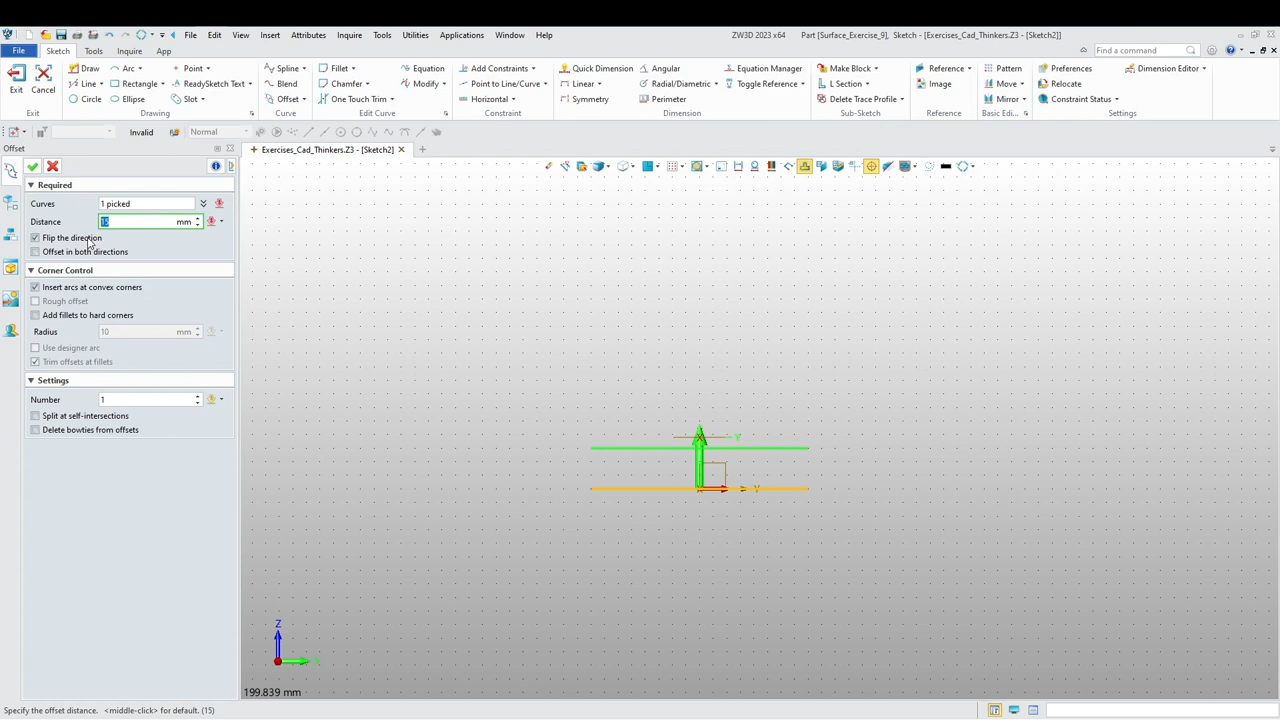 File Edit View Insert Attributes Inquire Tools Utilities Applications Window Help ZW3D 2023 x64 Part [Surface_Exercise_9], Sketch - [Exercises_Cad_Thinkers.Z3 - [Sketch2]]
File Sketch Tools Inquire App Find a command
Draw Arc Point Spline Fillet Equation Add Constraints Quick Dimension Angular Equation Manager Make Block Reference Pattern Preferences Dimension Editor
Line Rectangle ReadySketch Text Blend Chamfer Modify Point to Line/Curve Linear Radial/Diametric Toggle Reference L Section Image Move Relocate
Exit Cancel Circle Ellipse Slot Offset One Touch Trim Horizontal Symmetry Perimeter Delete Trace Profile Mirror Constraint Status
Exit Drawing Curve Edit Curve Constraint Dimension Sub-Sketch Reference Basic Edi... Settings
Invalid Normal
Offset Exercises_Cad_Thinkers.Z3 - [Sketch2]
Required
Curves 1 picked
Distance 15 mm
Flip the direction
Offset in both directions
Corner Control
Insert arcs at convex corners
Rough offset
Add fillets to hard corners
Radius 10 mm
Use designer arc
Trim offsets at fillets
Settings
Number 1
Split at self-intersections
Delete bowties from offsets
Y
Z
199.839 mm
Specify the offset distance. <middle-click> for default. (15)